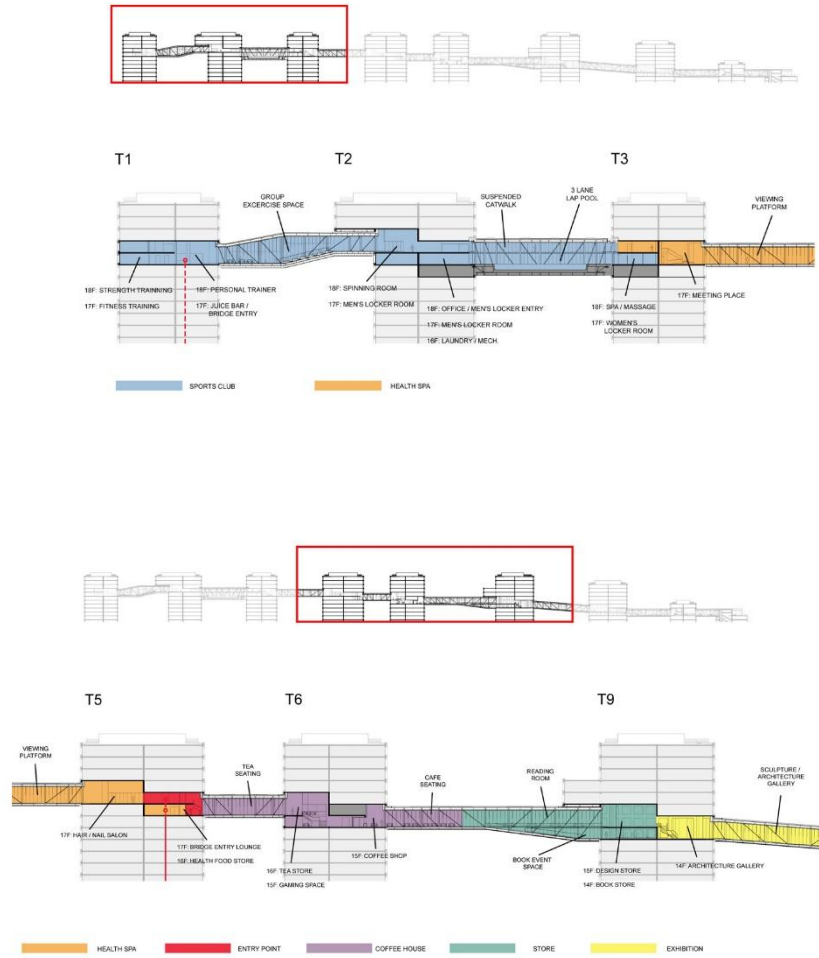 T1
T2
T3
GROUP
EXCERCISE SPACE
SUSPENDED
CATWALK
3 LANE
LAP POOL
VIEWING
PLATFORM
18F: STRENGTH TRAINNING
17F: FITNESS TRAINING
18F: PERSONAL TRAINER
17F: JUICE BAR /
BRIDGE ENTRY
18F: SPINNING ROOM
17F: MEN'S LOCKER ROOM
18F: OFFICE / MEN'S LOCKER ENTRY
17F: MEN'S LOCKER ROOM
16F: LAUNDRY / MECH.
18F: SPA / MASSAGE
17F: WOMEN'S
LOCKER ROOM
17F: MEETING PLACE
SPORTS CLUB
HEALTH SPA
T5
T6
T9
VIEWING
PLATFORM
TEA
SEATING
CAFE
SEATING
READING
ROOM
SCULPTURE /
ARCHITECTURE
GALLERY
17F: HAIR / NAIL SALON
17F: BRIDGE ENTRY LOUNGE
16F: HEALTH FOOD STORE
16F: TEA STORE
15F: GAMING SPACE
15F: COFFEE SHOP
BOOK EVENT
SPACE
15F: DESIGN STORE
14F: BOOK STORE
14F: ARCHITECTURE GALLERY
HEALTH SPA
ENTRY POINT
COFFEE HOUSE
STORE
EXHIBITION